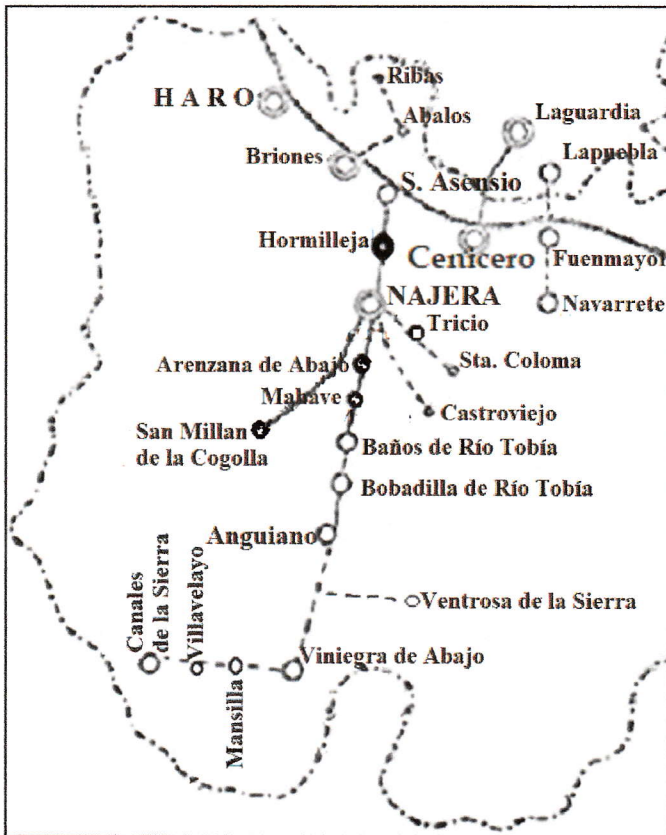 Ribas
HARO
Abalos
Laguardia
Briones
Lapuebla
S. Asensio
Hormilleja
Cenicero
Fuenmayor
NAJERA
Navarrete
Tricio
Arenzana de Abajo
Sta. Coloma
Mahave
Castroviejo
San Millan
de la Cogolla
Baños de Río Tobía
Bobadilla de Río Tobía
Anguiano
Canales
de la Sierra
Villavelayo
Ventrosa de la Sierra
Viniegra de Abajo
Mansilla